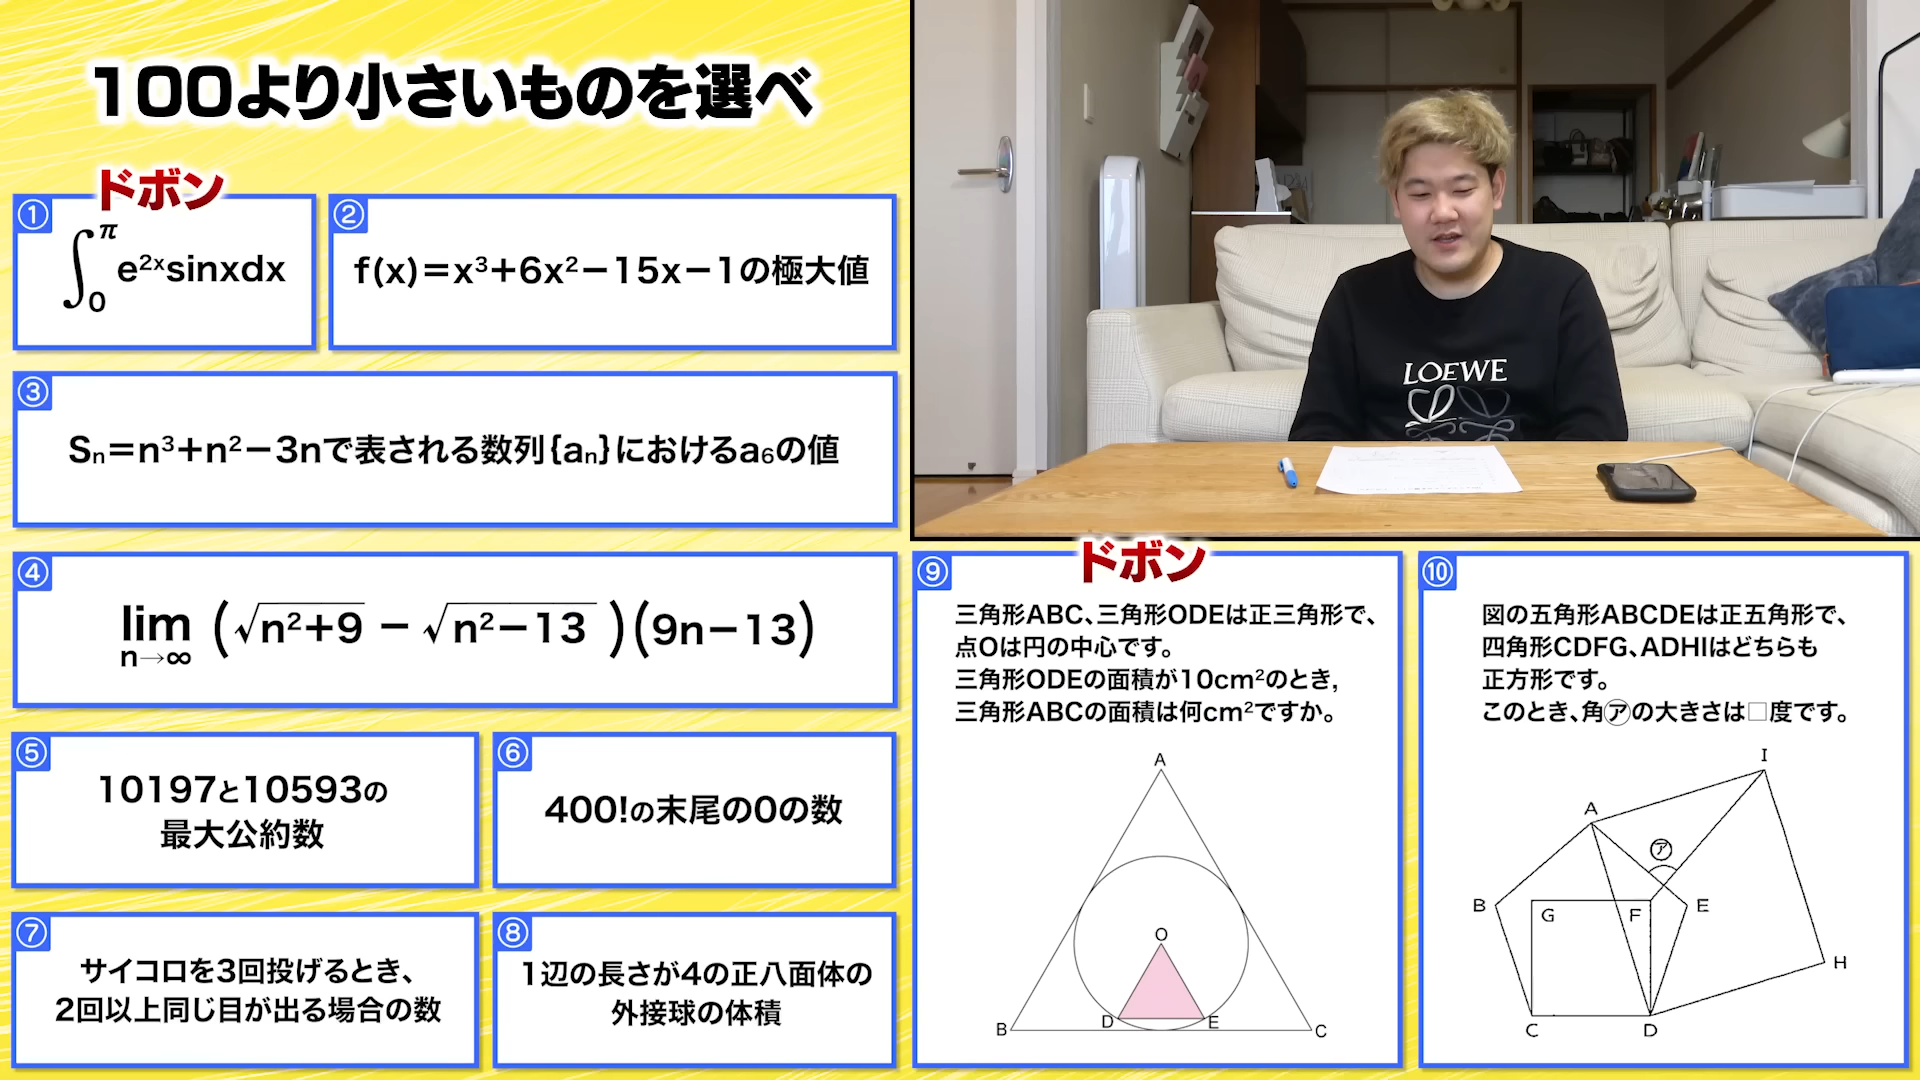 100より小さいものを選べ
ドボン
①
∫₀^π e²ˣsinxdx
②
f(x)=x³+6x²−15x−1の極大値
③
Sₙ=n³+n²−3nで表される数列{aₙ}におけるa₆の値
④
lim n→∞ (√n²+9 − √n²−13)(9n−13)
⑤
10197と10593の
最大公約数
⑥
400!の末尾の0の数
⑦
サイコロを3回投げるとき、
2回以上同じ目が出る場合の数
⑧
1辺の長さが4の正八面体の
外接球の体積
LOEWE
ドボン
⑨
三角形ABC、三角形ODEは正三角形で、
点Oは円の中心です。
三角形ODEの面積が10cm²のとき,
三角形ABCの面積は何cm²ですか。
A
O
D E
B C
⑩
図の五角形ABCDEは正五角形で、
四角形CDFG、ADHIはどちらも
正方形です。
このとき、角㋐の大きさは□度です。
I
A
㋐
B G F E
H
C D